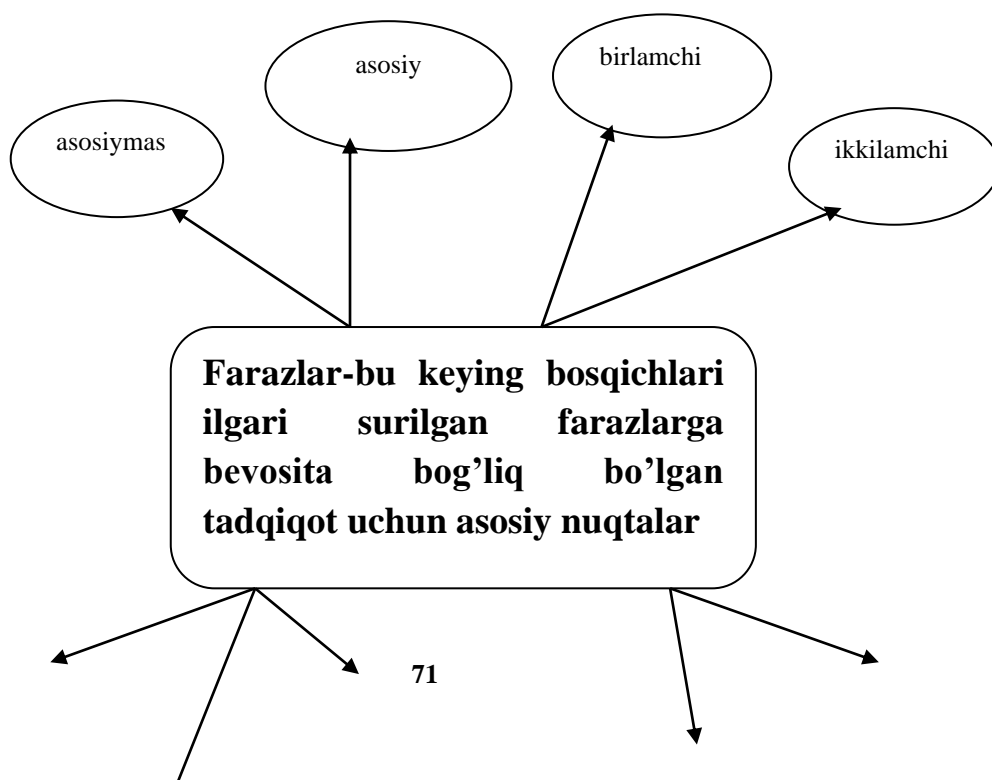 asosiymas
asosiy
birlamchi
ikkilamchi
Farazlar-bu keying bosqichlari
ilgari surilgan farazlarga
bevosita bog’liq bo’lgan
tadqiqot uchun asosiy nuqtalar
71